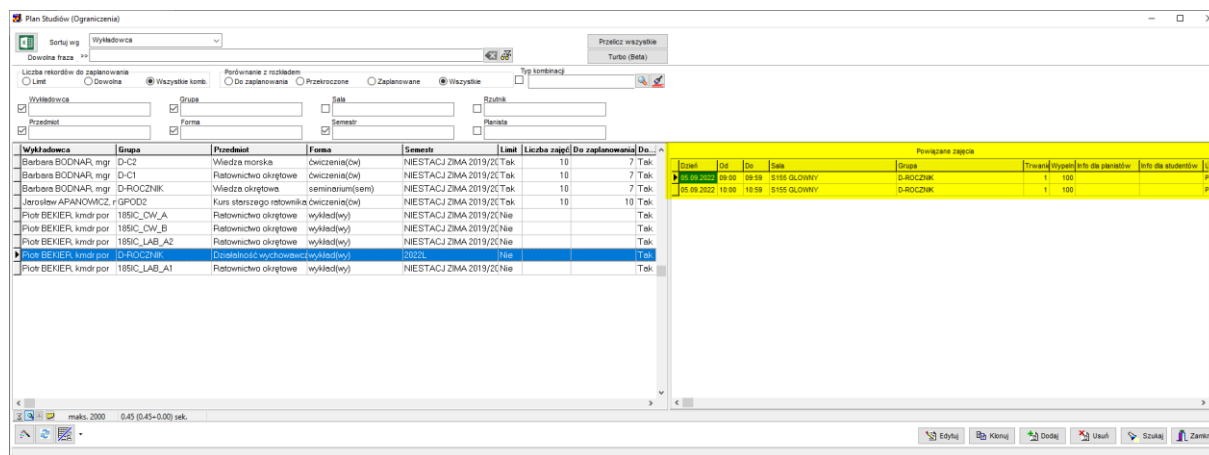 Plan Studiów (Ograniczenia)
Sortuj wg Wykładowca
Przelicz wszystkie
Dowolna fraza >>
Turbo (Beta)
Liczba rekordów do zaplanowania Porównanie z rozkładem Typ kombinacji
Limit Dowolna Wszystkie komb. Do zaplanowania Przekroczone Zaplanowane Wszystkie
Wykładowca Grupa Sala Rzutnik
Przedmiot Forma Semestr Pianista
Wykładowca Grupa Przedmiot Forma Semestr Limit Liczba zajęć Do zaplanowania Do...
Barbara BODNAR, mgr D-C2 Wiedza morska ćwiczenia(ćw) NIESTACJ ZIMA 2019/20 Tak 10 7 Tak
Barbara BODNAR, mgr D-C1 Ratownictwo okrętowe ćwiczenia(ćw) NIESTACJ ZIMA 2019/20 Tak 10 7 Tak
Barbara BODNAR, mgr D-ROCZNIK Wiedza okrętowa seminarium(sem) NIESTACJ ZIMA 2019/20 Tak 10 7 Tak
Jarosław APANOWICZ, r GPOD2 Kurs starszego ratownika ćwiczenia(ćw) NIESTACJ ZIMA 2019/20 Tak 10 10 Tak
Piotr BEKIER, kmdr por 185IC_CW_A Ratownictwo okrętowe wykład(wy) NIESTACJ ZIMA 2019/20 Nie Tak
Piotr BEKIER, kmdr por 185IC_CW_B Ratownictwo okrętowe wykład(wy) NIESTACJ ZIMA 2019/20 Nie Tak
Piotr BEKIER, kmdr por 185IC_LAB_A2 Ratownictwo okrętowe wykład(wy) NIESTACJ ZIMA 2019/20 Nie Tak
Piotr BEKIER, kmdr por D-ROCZNIK Działalność wychowawcz wykład(wy) 2022L Nie Tak
Piotr BEKIER, kmdr por 185IC_LAB_A1 Ratownictwo okrętowe wykład(wy) NIESTACJ ZIMA 2019/20 Nie Tak
Powiązane zajęcia
Dzień Od Do Sala Grupa Trwanie Wypełn Info dla planistów Info dla studentów L
05.09.2022 09:00 09:59 S155 GLOWNY D-ROCZNIK 1 100 P
05.09.2022 10:00 10:59 S155 GLOWNY D-ROCZNIK 1 100 P
maks. 2000 0.45 (0.45+0.00) sek.
Edytuj Klonuj Dodaj Usuń Szukaj Zamkn